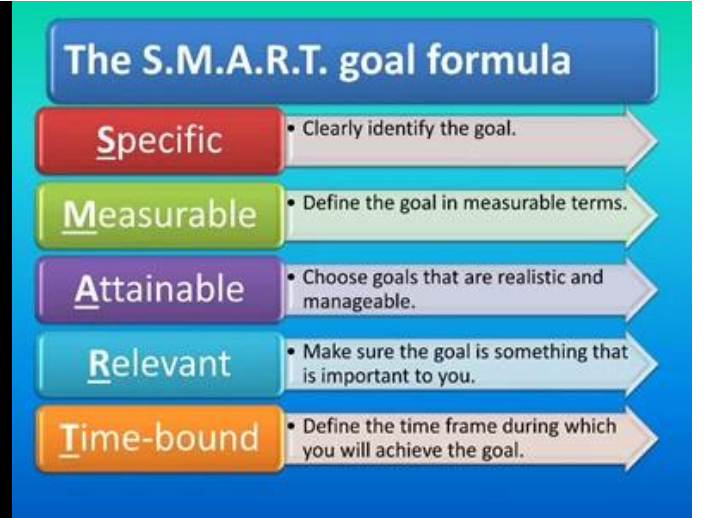 The S.M.A.R.T. goal formula
Specific
• Clearly identify the goal.
Measurable
• Define the goal in measurable terms.
Attainable
• Choose goals that are realistic and
manageable.
Relevant
• Make sure the goal is something that
is important to you.
Time-bound
• Define the time frame during which
you will achieve the goal.